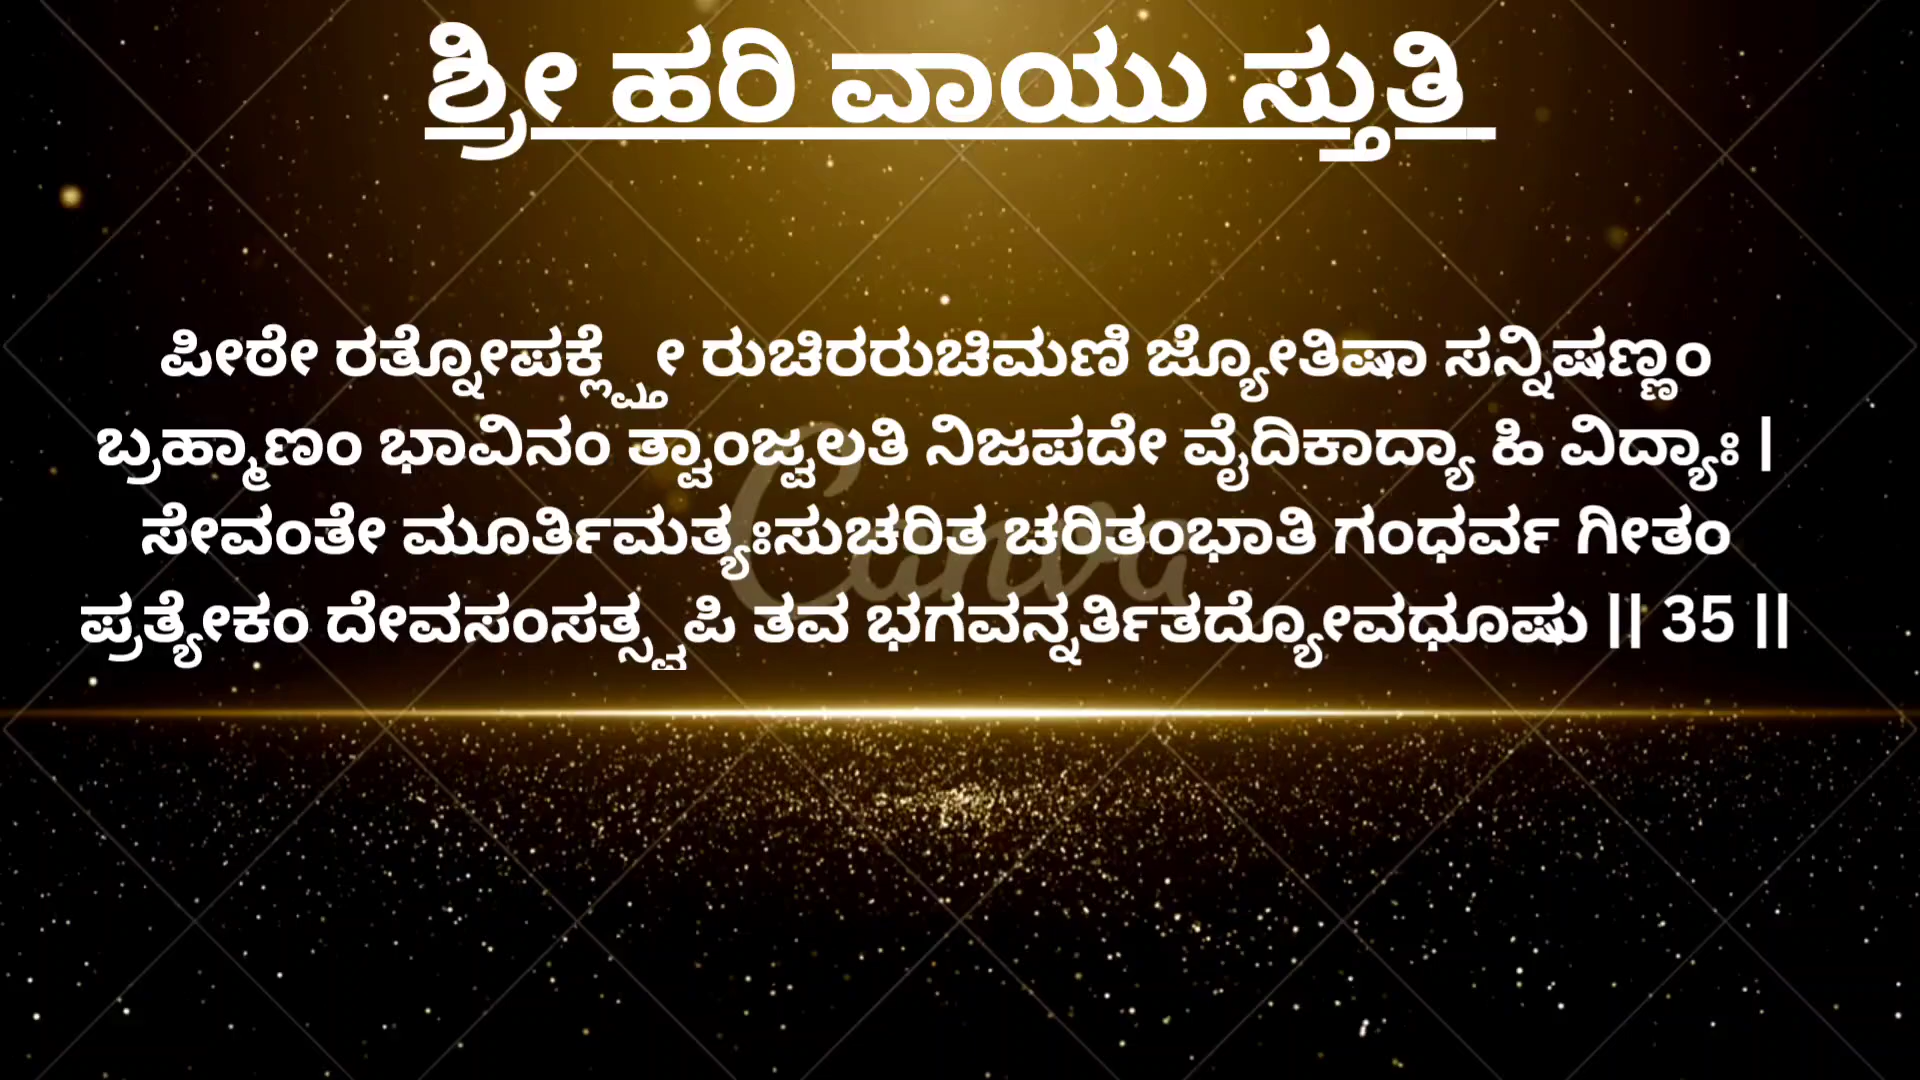 ಶ್ರೀ ಹರಿ ವಾಯು ಸ್ತುತಿ
ಪೀಠೇ ರತ್ನೋಪಕ್ಲೃಪ್ತೇ ರುಚಿರರುಚಿಮಣಿ ಜ್ಯೋತಿಷಾ ಸನ್ನಿಷಣ್ಣಂ
ಬ್ರಹ್ಮಾಣಂ ಭಾವಿನಂ ತ್ವಾಂಜ್ವಲತಿ ನಿಜಪದೇ ವೈದಿಕಾದ್ಯಾ ಹಿ ವಿದ್ಯಾಃ |
ಸೇವಂತೇ ಮೂರ್ತಿಮತ್ಯಃಸುಚರಿತ ಚರಿತಂಭಾತಿ ಗಂಧರ್ವ ಗೀತಂ
ಪ್ರತ್ಯೇಕಂ ದೇವಸಂಸತ್ಸ್ವಪಿ ತವ ಭಗವನ್ನರ್ತಿತದ್ಯೋವಧೂಷು || 35 ||
Canva